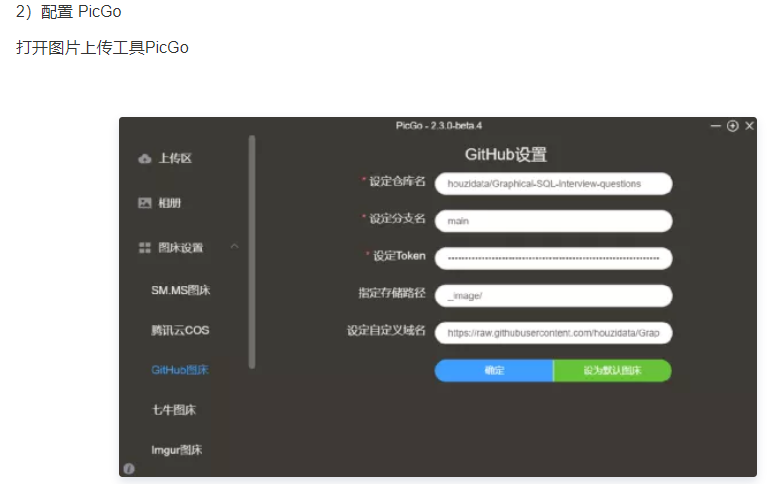 2）配置 PicGo
打开图片上传工具PicGo
PicGo - 2.3.0-beta.4
上传区
相册
图床设置
SM.MS图床
腾讯云COS
GitHub图床
七牛图床
Imgur图床
GitHub设置
* 设定仓库名
houzidata/Graphical-SQL-interview-questions
* 设定分支名
main
* 设定Token
指定存储路径
_image/
设定自定义域名
https://raw.githubusercontent.com/houzidata/Grap
确定
设为默认图床